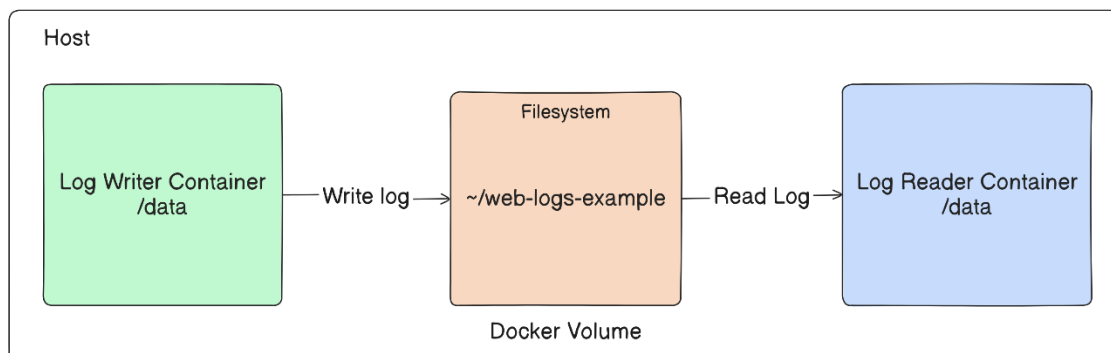 Host
Log Writer Container
/data
Write log
Filesystem
~/web-logs-example
Read Log
Log Reader Container
/data
Docker Volume